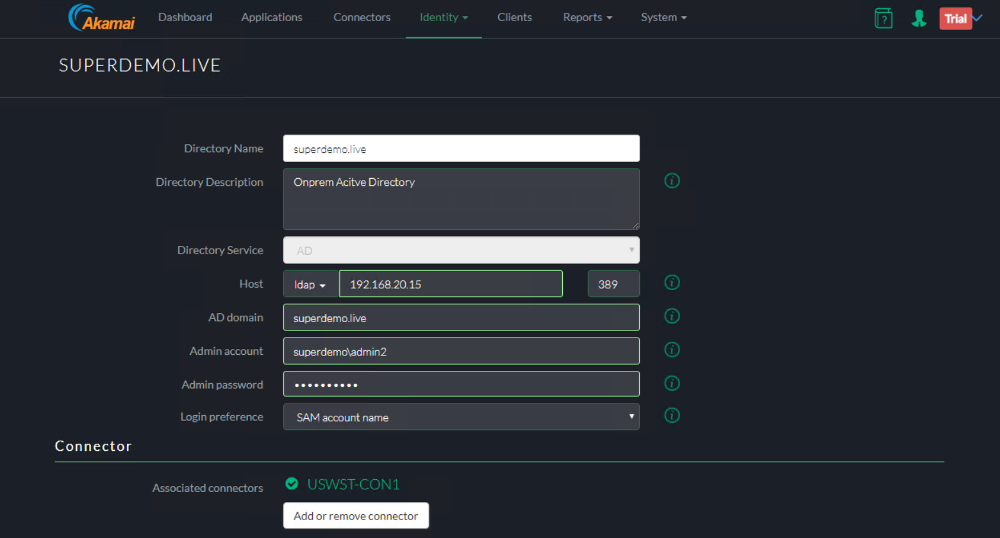 Akamai Dashboard Applications Connectors Identity Clients Reports System ? Trial
SUPERDEMO.LIVE
Directory Name superdemo.live
Directory Description Onprem Acitve Directory i
Directory Service AD
Host ldap 192.168.20.15 389 i
AD domain superdemo.live i
Admin account superdemo\admin2 i
Admin password •••••••••• i
Login preference SAM account name i
Connector
Associated connectors USWST-CON1
Add or remove connector